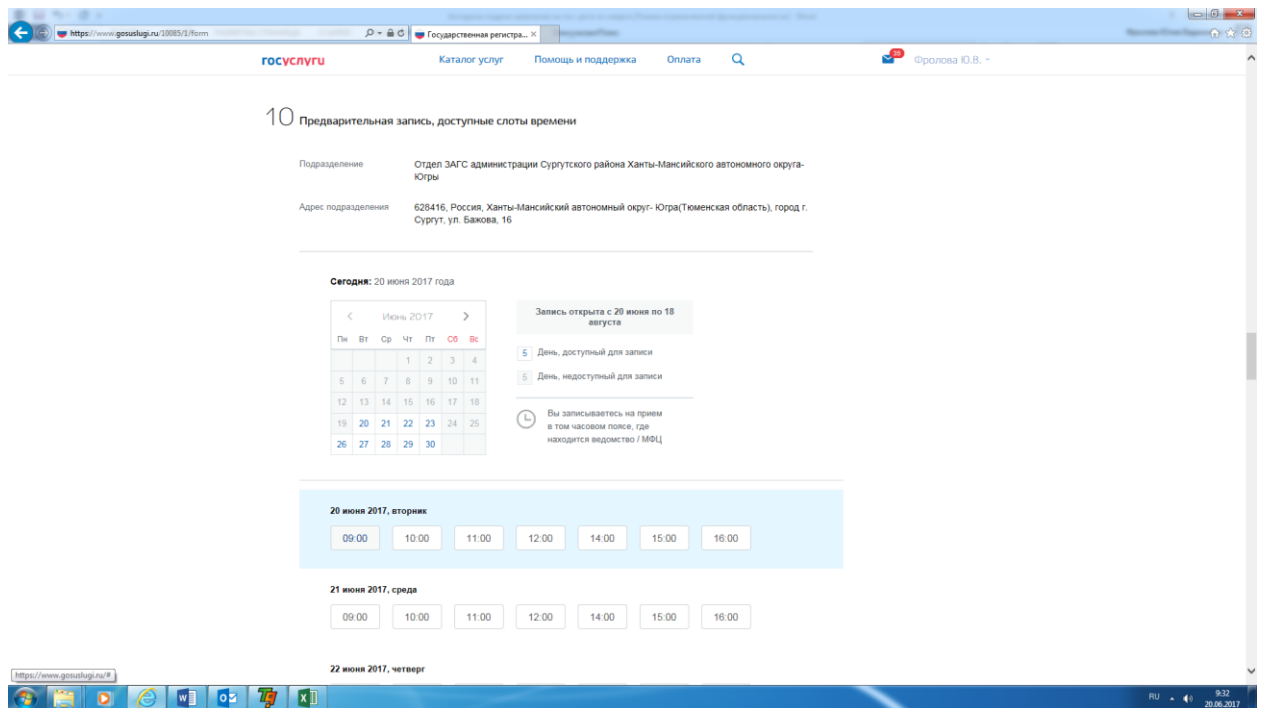 https://www.gosuslugi.ru/10085/1/form
Государственная регистра...
госуслуги
Каталог услуг Помощь и поддержка Оплата
Фролова Ю.В.
10 Предварительная запись, доступные слоты времени
Подразделение
Отдел ЗАГС администрации Сургутского района Ханты-Мансийского автономного округа-
Югры
Адрес подразделения
628416, Россия, Ханты-Мансийский автономный округ- Югра(Тюменская область), город г.
Сургут, ул. Бажова, 16
Сегодня: 20 июня 2017 года
Июнь 2017
Пн Вт Ср Чт Пт Сб Вс
1 2 3 4
5 6 7 8 9 10 11
12 13 14 15 16 17 18
19 20 21 22 23 24 25
26 27 28 29 30
Запись открыта с 20 июня по 18
августа
5 День, доступный для записи
5 День, недоступный для записи
Вы записываетесь на прием
в том часовом поясе, где
находится ведомство / МФЦ
20 июня 2017, вторник
09:00 10:00 11:00 12:00 14:00 15:00 16:00
21 июня 2017, среда
09:00 10:00 11:00 12:00 14:00 15:00 16:00
22 июня 2017, четверг
https://www.gosuslugi.ru/#
RU
9:32
20.06.2017